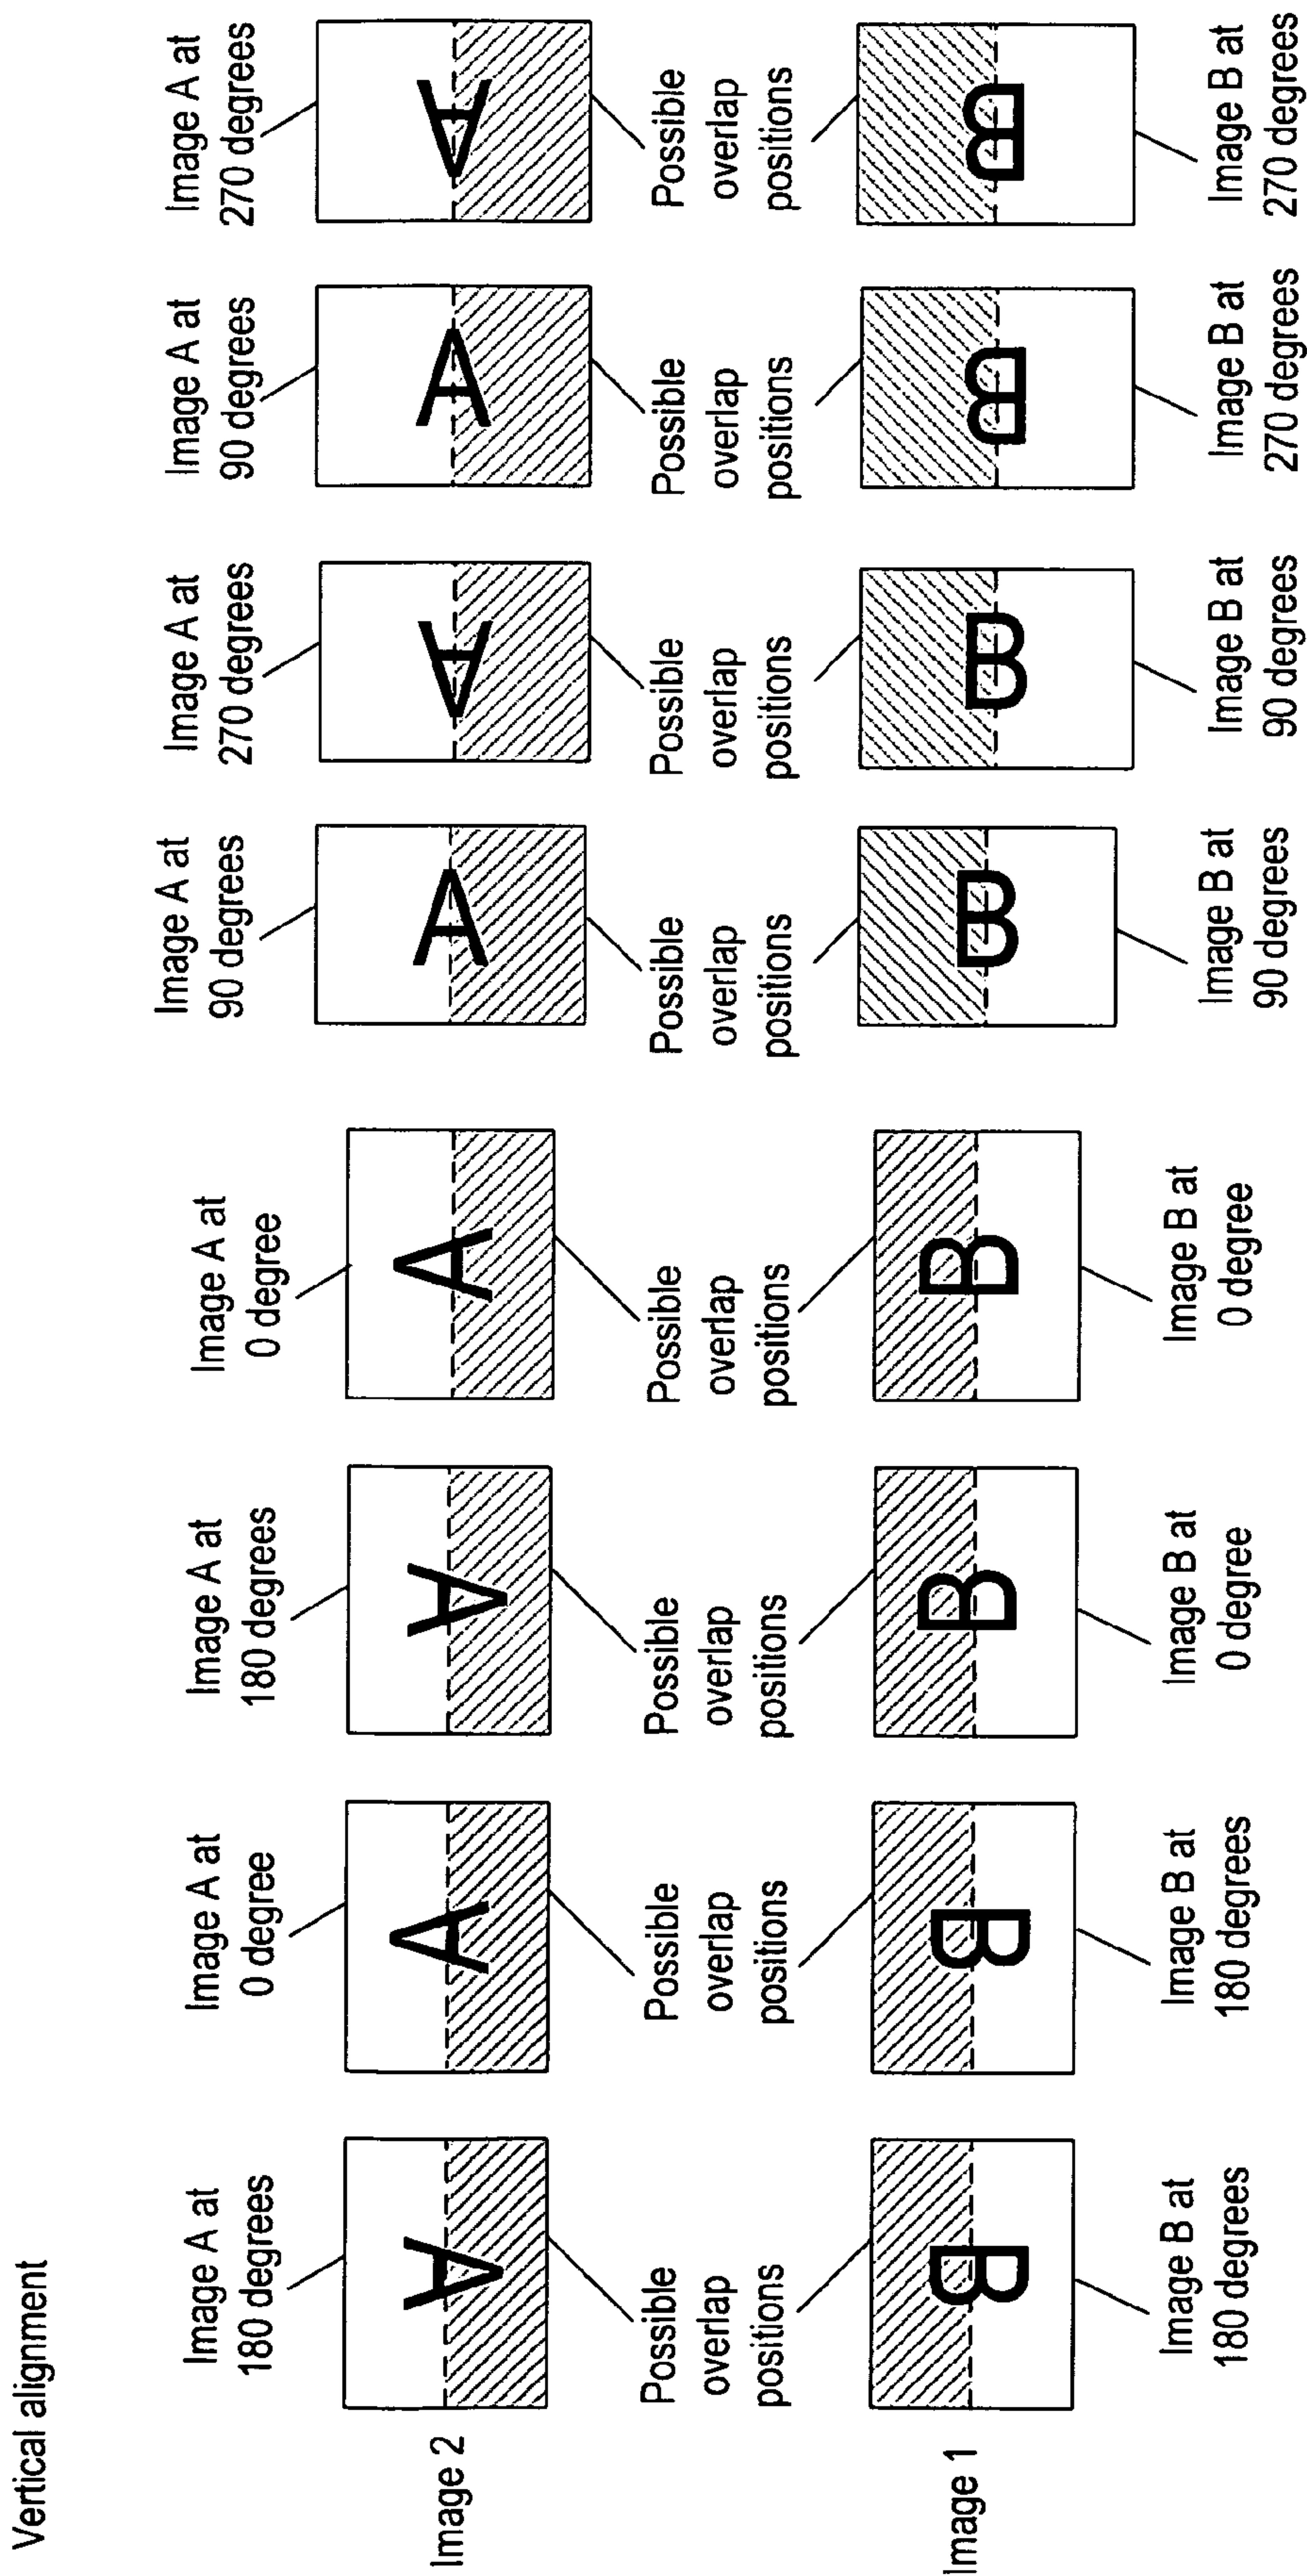 Vertical alignment
Image A at
180 degrees
Image A at
0 degree
Image A at
180 degrees
Image A at
0 degree
Image A at
90 degrees
Image A at
270 degrees
Image A at
90 degrees
Image A at
270 degrees
Image 2
A
A
A
A
A
A
A
A
Possible
overlap
positions
Possible
overlap
positions
Possible
overlap
positions
Possible
overlap
positions
Possible
overlap
positions
Possible
overlap
positions
Possible
overlap
positions
Possible
overlap
positions
Image 1
B
B
B
B
B
B
B
B
Image B at
180 degrees
Image B at
180 degrees
Image B at
0 degree
Image B at
0 degree
Image B at
90 degrees
Image B at
90 degrees
Image B at
270 degrees
Image B at
270 degrees